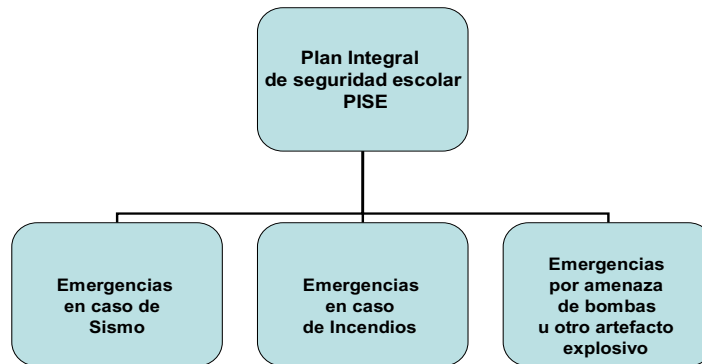 Plan Integral
de seguridad escolar
PISE
Emergencias
en caso de
Sismo
Emergencias
en caso
de Incendios
Emergencias
por amenaza
de bombas
u otro artefacto
explosivo